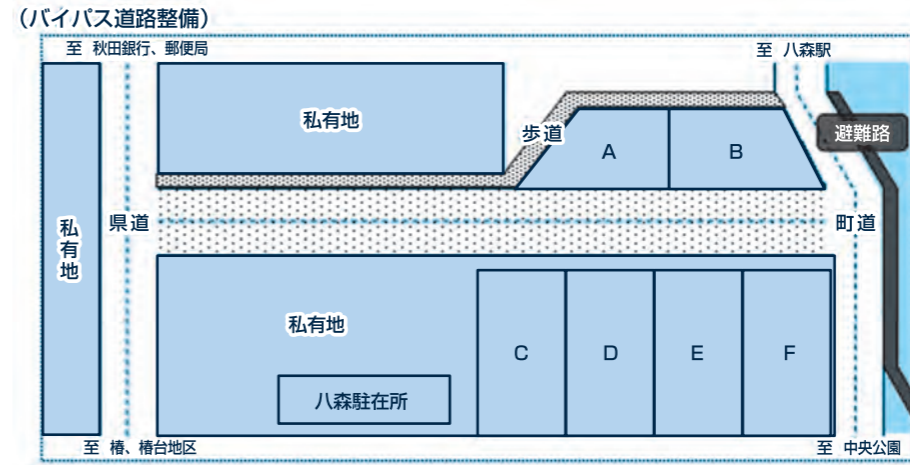 （バイパス道路整備）
至 秋田銀行、郵便局
至 八森駅
私有地
歩道
A
B
避難路
私有地
県道
町道
私有地
C
D
E
F
八森駐在所
至 椿、椿台地区
至 中央公園